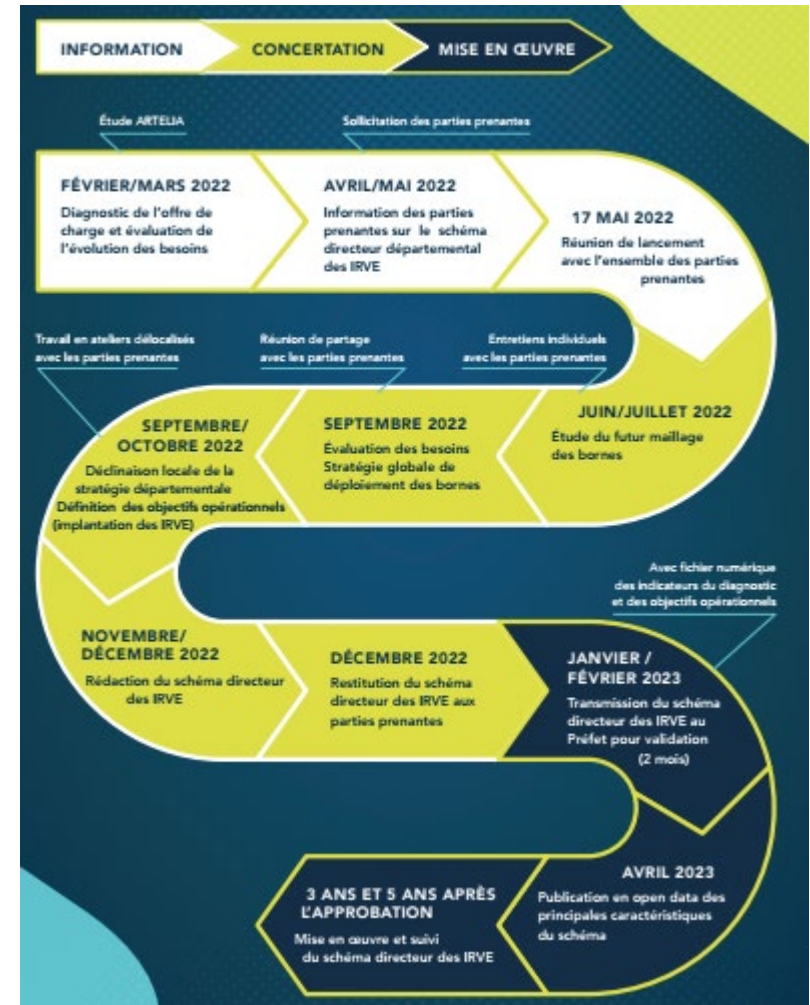 INFORMATION
CONCERTATION
MISE EN ŒUVRE
Étude ARTELIA
Sollicitation des parties prenantes
FÉVRIER/MARS 2022
Diagnostic de l'offre de
charge et évaluation de
l'évolution des besoins
AVRIL/MAI 2022
Information des parties
prenantes sur le schéma
directeur départemental
des IRVE
17 MAI 2022
Réunion de lancement
avec l'ensemble des parties
prenantes
Travail en ateliers délocalisés
avec les parties prenantes
Réunion de partage
avec les parties prenantes
Entretiens individuels
avec les parties prenantes
JUIN/JUILLET 2022
Étude du futur maillage
des bornes
SEPTEMBRE 2022
Évaluation des besoins
Stratégie globale de
déploiement des bornes
SEPTEMBRE/
OCTOBRE 2022
Déclinaison locale de la
stratégie départementale
Définition des objectifs opérationnels
(implantation des IRVE)
NOVEMBRE/
DÉCEMBRE 2022
Rédaction du schéma directeur
des IRVE
DÉCEMBRE 2022
Restitution du schéma
directeur des IRVE aux
parties prenantes
Avec fichier numérique
des indicateurs du diagnostic
et des objectifs opérationnels
JANVIER /
FÉVRIER 2023
Transmission du schéma
directeur des IRVE au
Préfet pour validation
(2 mois)
AVRIL 2023
Publication en open data des
principales caractéristiques
du schéma
3 ANS ET 5 ANS APRÈS
L'APPROBATION
Mise en œuvre et suivi
du schéma directeur des IRVE